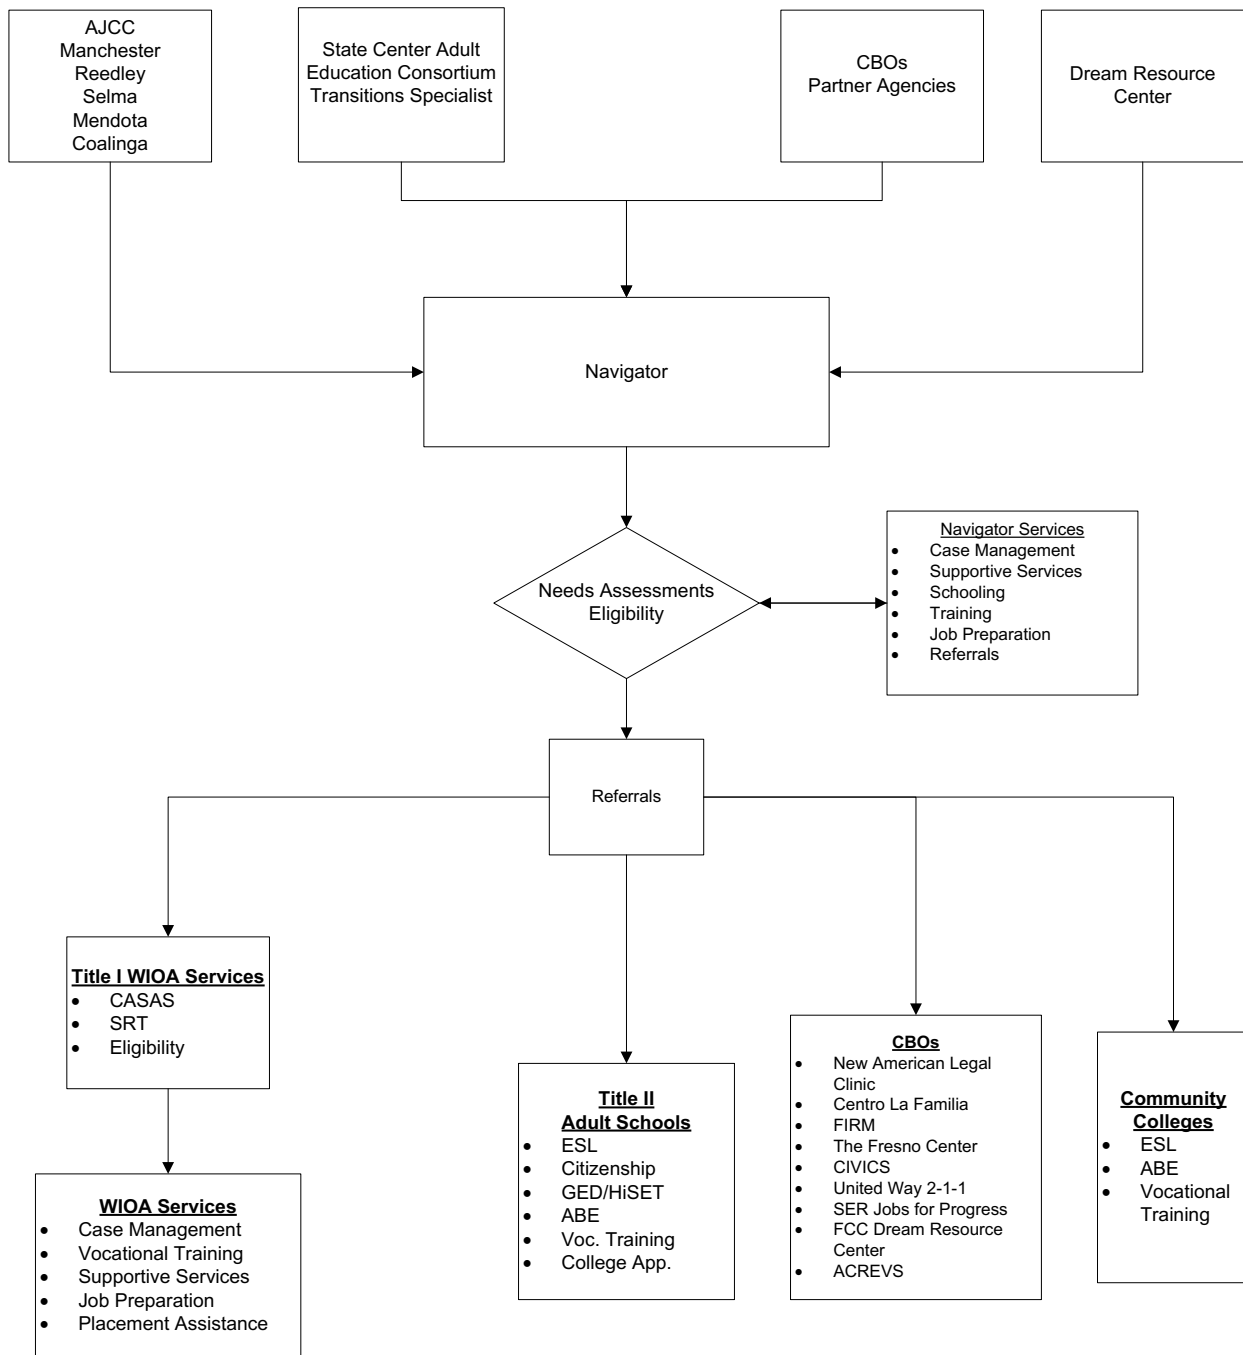 AJCC
Manchester
Reedley
Selma
Mendota
Coalinga
State Center Adult
Education Consortium
Transitions Specialist
CBOs
Partner Agencies
Dream Resource
Center
Navigator
Needs Assessments
Eligibility
Navigator Services
• Case Management
• Supportive Services
• Schooling
• Training
• Job Preparation
• Referrals
Referrals
Title I WIOA Services
• CASAS
• SRT
• Eligibility
WIOA Services
• Case Management
• Vocational Training
• Supportive Services
• Job Preparation
• Placement Assistance
Title II
Adult Schools
• ESL
• Citizenship
• GED/HiSET
• ABE
• Voc. Training
• College App.
CBOs
• New American Legal
Clinic
• Centro La Familia
• FIRM
• The Fresno Center
• CIVICS
• United Way 2-1-1
• SER Jobs for Progress
• FCC Dream Resource
Center
• ACREVS
Community
Colleges
• ESL
• ABE
• Vocational
Training